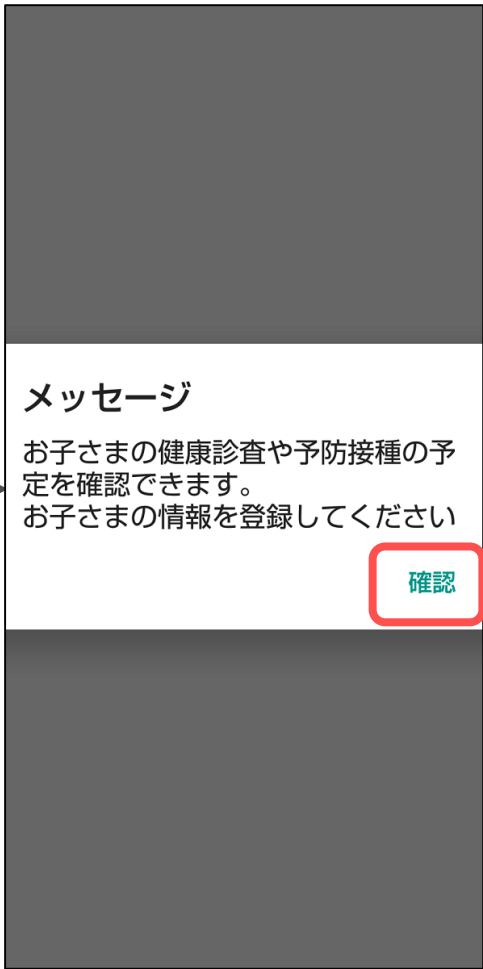 メッセージ
お子さまの健康診査や予防接種の予
定を確認できます。
お子さまの情報を登録してください
確認